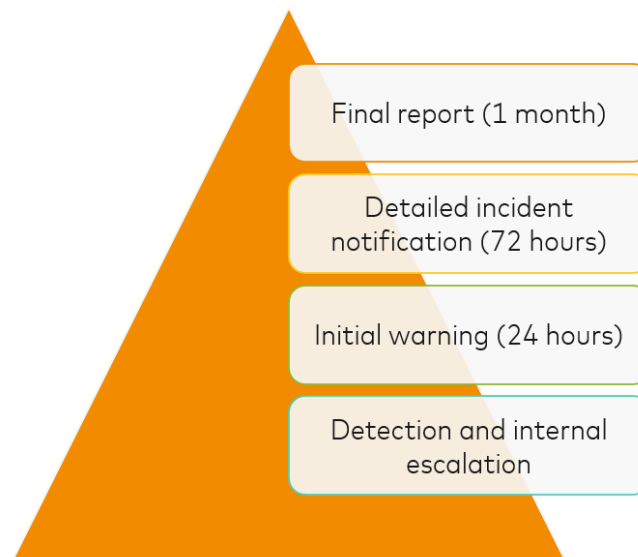 Final report (1 month)
Detailed incident
notification (72 hours)
Initial warning (24 hours)
Detection and internal
escalation